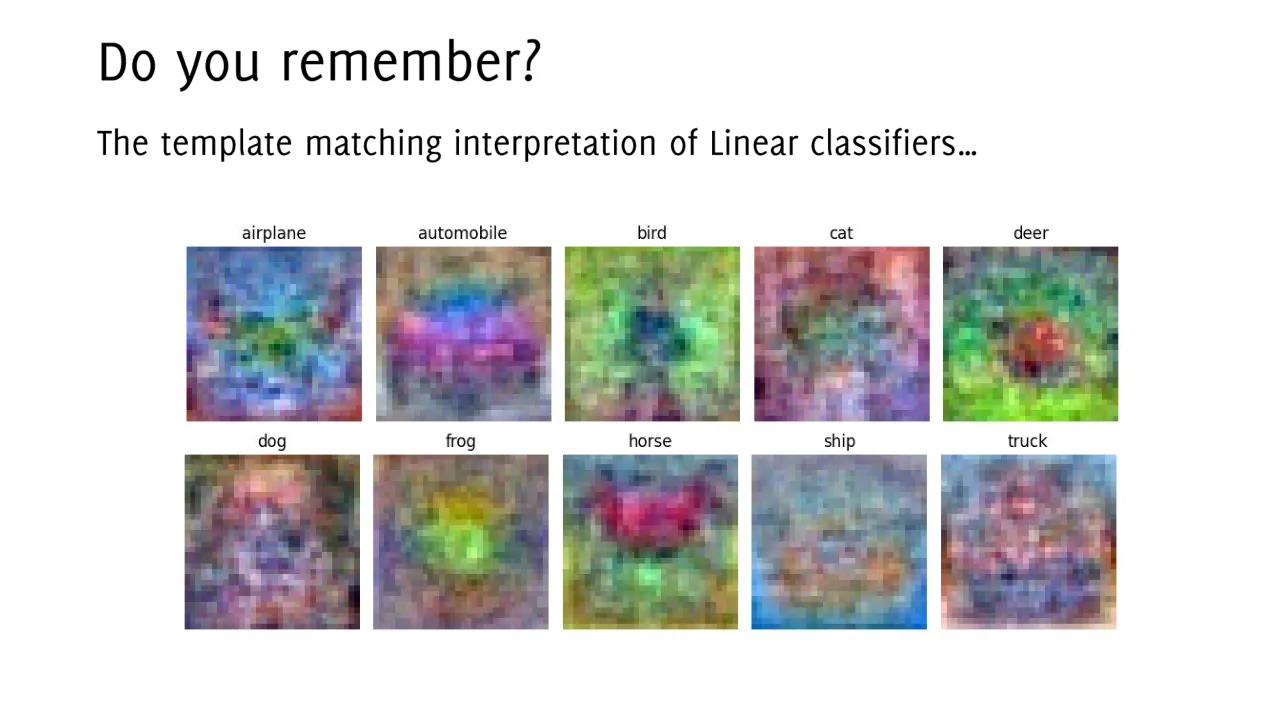 Do you remember?
The template matching interpretation of Linear classifiers...
airplane automobile bird cat deer
dog frog horse ship truck